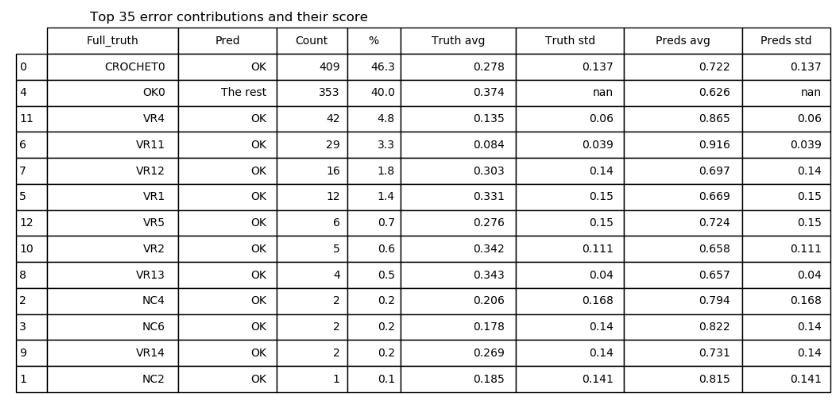 Top 35 error contributions and their score
Full_truth Pred Count % Truth avg Truth std Preds avg Preds std
0 CROCHET0 OK 409 46.3 0.278 0.137 0.722 0.137
4 OK0 The rest 353 40.0 0.374 nan 0.626 nan
11 VR4 OK 42 4.8 0.135 0.06 0.865 0.06
6 VR11 OK 29 3.3 0.084 0.039 0.916 0.039
7 VR12 OK 16 1.8 0.303 0.14 0.697 0.14
5 VR1 OK 12 1.4 0.331 0.15 0.669 0.15
12 VR5 OK 6 0.7 0.276 0.15 0.724 0.15
10 VR2 OK 5 0.6 0.342 0.111 0.658 0.111
8 VR13 OK 4 0.5 0.343 0.04 0.657 0.04
2 NC4 OK 2 0.2 0.206 0.168 0.794 0.168
3 NC6 OK 2 0.2 0.178 0.14 0.822 0.14
9 VR14 OK 2 0.2 0.269 0.14 0.731 0.14
1 NC2 OK 1 0.1 0.185 0.141 0.815 0.141